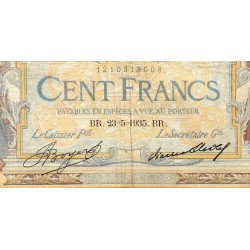 1210313008
CENT FRANCS
PAYABLES EN ESPÈCES, A VUE, AU PORTEUR
BR. 23-5-1935. BR.
Le Caissier Pal Le Secrétaire Gal